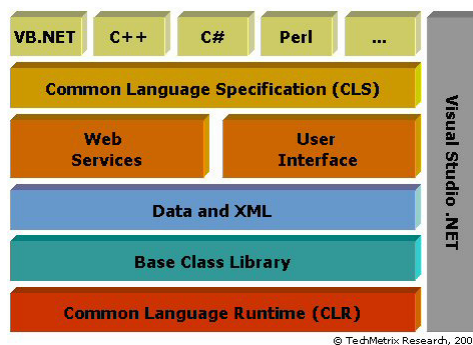 VB.NET C++ C# Perl ...
Common Language Specification (CLS)
Web
Services
User
Interface
Data and XML
Base Class Library
Common Language Runtime (CLR)
Visual Studio .NET
© TechMetrix Research,